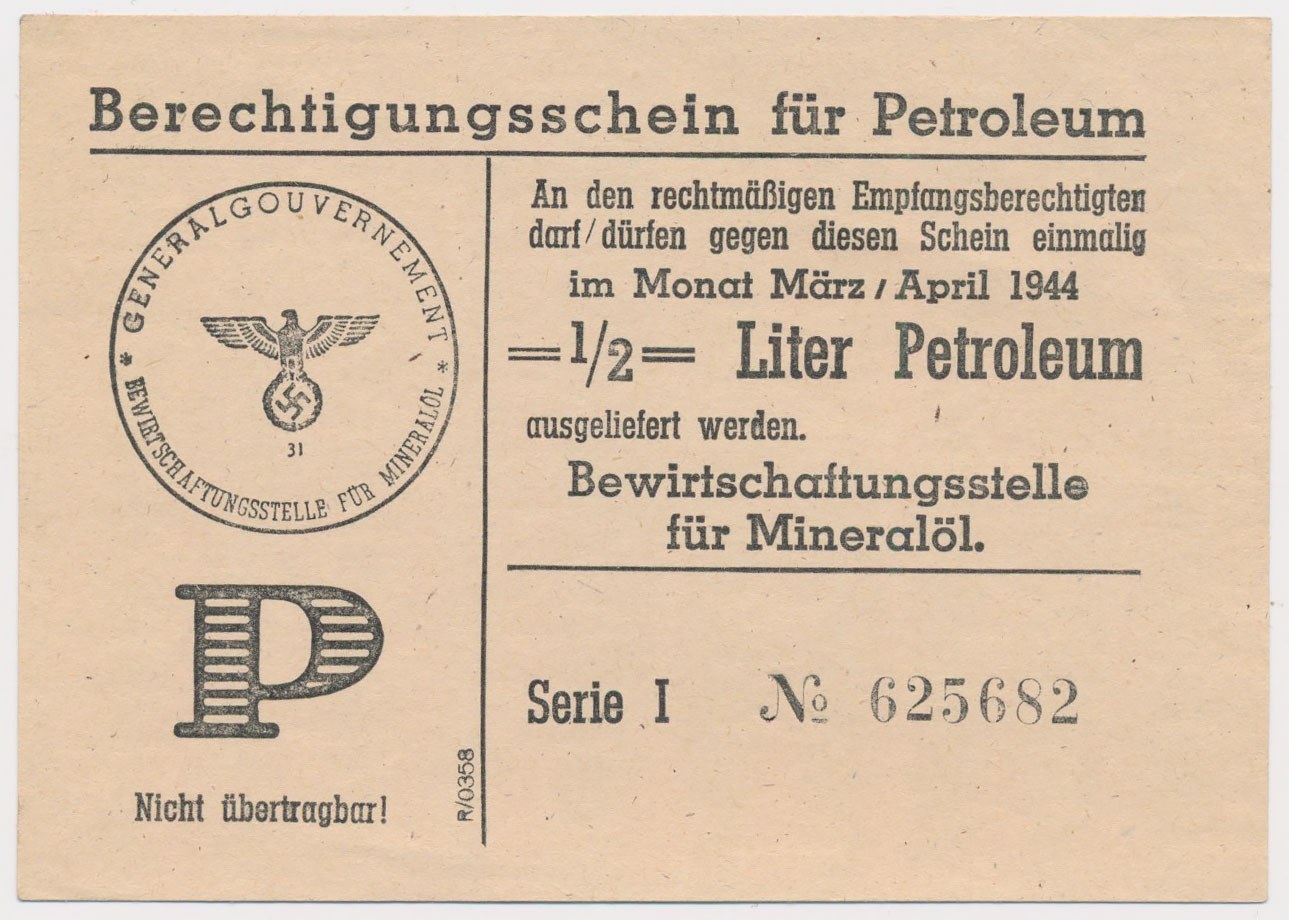 Berechtigungsschein für Petroleum
* GENERALGOUVERNEMENT *
BEWIRTSCHAFTUNGSSTELLE FÜR MINERALÖL
31
P
Nicht übertragbar!
R/0358
An den rechtmäßigen Empfangsberechtigten
darf/dürfen gegen diesen Schein einmalig
im Monat März / April 1944
=1/2= Liter Petroleum
ausgeliefert werden.
Bewirtschaftungsstelle
für Mineralöl.
Serie I № 625682